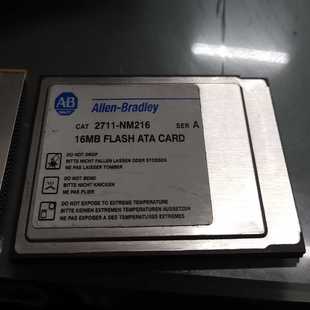 AB
Allen-Bradley
CAT 2711-NM216 SER A
16MB FLASH ATA CARD
DO NOT DROP
BITTE NICHT FALLEN LASSEN ODER STOSSEN
NE PAS LAISSER TOMBER
DO NOT BEND
BITTE NICHT KNICKEN
NE PAS PLIER
DO NOT EXPOSE TO EXTREME TEMPERATURE
BITTE KEINEN EXTREMEN TEMPERATUREN AUSSETZEN
NE PAS EXPOSER A DES TEMPERATURES EXTREMES